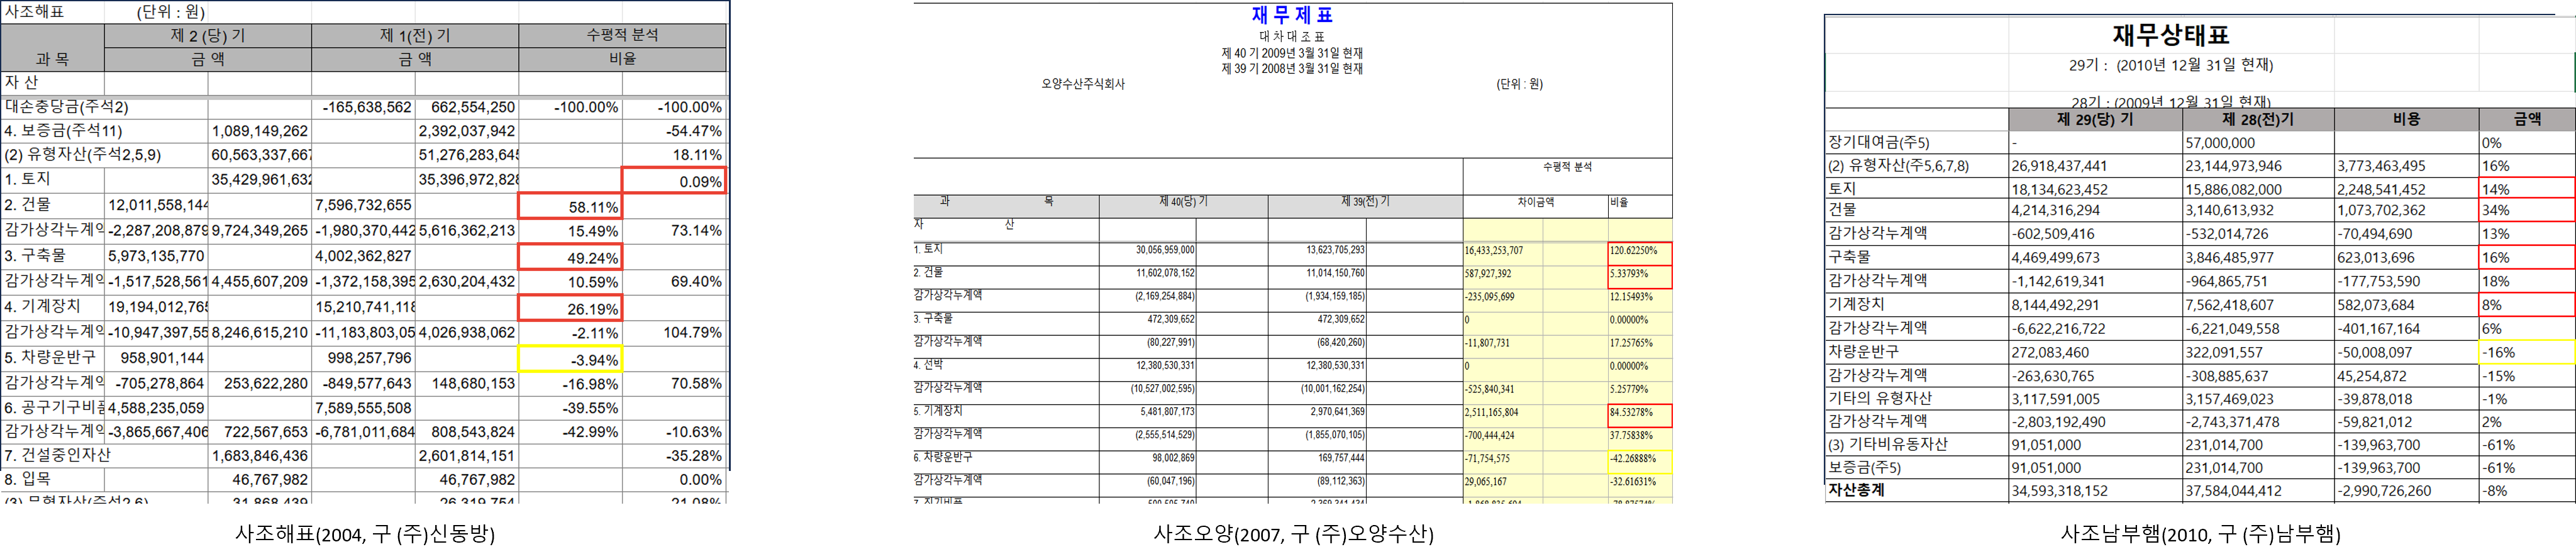 사조해표 (단위 : 원)
과 목 제 2 (당) 기 제 1(전) 기 수평적 분석
금 액 금 액 비율
자 산
대손충당금(주석2) -165,638,562 662,554,250 -100.00% -100.00%
4. 보증금(주석11) 1,089,149,262 2,392,037,942 -54.47%
(2) 유형자산(주석2,5,9) 60,563,337,667 51,276,283,645 18.11%
1. 토지 35,429,961,632 35,396,972,828 0.09%
2. 건물 12,011,558,144 7,596,732,655 58.11%
감가상각누계액 -2,287,208,879 9,724,349,265 -1,980,370,442 5,616,362,213 15.49% 73.14%
3. 구축물 5,973,135,770 4,002,362,827 49.24%
감가상각누계액 -1,517,528,561 4,455,607,209 -1,372,158,395 2,630,204,432 10.59% 69.40%
4. 기계장치 19,194,012,765 15,210,741,118 26.19%
감가상각누계액 -10,947,397,55 8,246,615,210 -11,183,803,05 4,026,938,062 -2.11% 104.79%
5. 차량운반구 958,901,144 998,257,796 -3.94%
감가상각누계액 -705,278,864 253,622,280 -849,577,643 148,680,153 -16.98% 70.58%
6. 공구기구비품 4,588,235,059 7,589,555,508 -39.55%
감가상각누계액 -3,865,667,406 722,567,653 -6,781,011,684 808,543,824 -42.99% -10.63%
7. 건설중인자산 1,683,846,436 2,601,814,151 -35.28%
8. 입목 46,767,982 46,767,982 0.00%
(3) 무형자산(주석2,6) 31,868,439 26,319,754 21.08%
사조해표(2004, 구 (주)신동방)
재 무 제 표
대 차 대 조 표
제 40 기 2009년 3월 31일 현재
제 39 기 2008년 3월 31일 현재
오양수산주식회사 (단위 : 원)
수평적 분석
과 목 제 40(당) 기 제 39(전) 기 차이금액 비율
자 산
1. 토지 30,056,959,000 13,623,705,293 16,433,253,707 120.62250%
2. 건물 11,602,078,152 11,014,150,760 587,927,392 5.33793%
감가상각누계액 (2,169,254,884) (1,934,159,185) -235,095,699 12.15493%
3. 구축물 472,309,652 472,309,652 0 0.00000%
감가상각누계액 (80,227,991) (68,420,260) -11,807,731 17.25765%
4. 선박 12,380,530,331 12,380,530,331 0 0.00000%
감가상각누계액 (10,527,002,595) (10,001,162,254) -525,840,341 5.25779%
5. 기계장치 5,481,807,173 2,970,641,369 2,511,165,804 84.53278%
감가상각누계액 (2,555,514,529) (1,855,070,105) -700,444,424 37.75838%
6. 차량운반구 98,002,869 169,757,444 -71,754,575 -42.26888%
감가상각누계액 (60,047,196) (89,112,363) 29,065,167 -32.61631%
사조오양(2007, 구 (주)오양수산)
재무상태표
29기 : (2010년 12월 31일 현재)
28기 : (2009년 12월 31일 현재)
제 29(당) 기 제 28(전)기 비용 금액
장기대여금(주5) - 57,000,000 0%
(2) 유형자산(주5,6,7,8) 26,918,437,441 23,144,973,946 3,773,463,495 16%
토지 18,134,623,452 15,886,082,000 2,248,541,452 14%
건물 4,214,316,294 3,140,613,932 1,073,702,362 34%
감가상각누계액 -602,509,416 -532,014,726 -70,494,690 13%
구축물 4,469,499,673 3,846,485,977 623,013,696 16%
감가상각누계액 -1,142,619,341 -964,865,751 -177,753,590 18%
기계장치 8,144,492,291 7,562,418,607 582,073,684 8%
감가상각누계액 -6,622,216,722 -6,221,049,558 -401,167,164 6%
차량운반구 272,083,460 322,091,557 -50,008,097 -16%
감가상각누계액 -263,630,765 -308,885,637 45,254,872 -15%
기타의 유형자산 3,117,591,005 3,157,469,023 -39,878,018 -1%
감가상각누계액 -2,803,192,490 -2,743,371,478 -59,821,012 2%
(3) 기타비유동자산 91,051,000 231,014,700 -139,963,700 -61%
보증금(주5) 91,051,000 231,014,700 -139,963,700 -61%
자산총계 34,593,318,152 37,584,044,412 -2,990,726,260 -8%
사조남부햄(2010, 구 (주)남부햄)